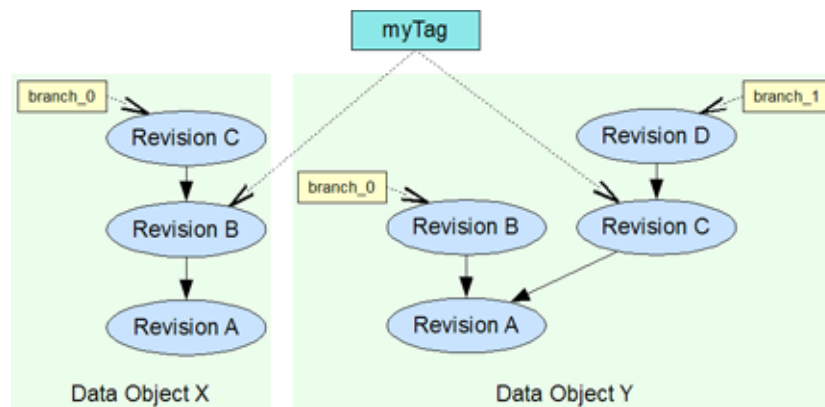 myTag
branch_0
Revision C
Revision B
Revision A
Data Object X
branch_1
Revision D
branch_0
Revision B
Revision C
Revision A
Data Object Y